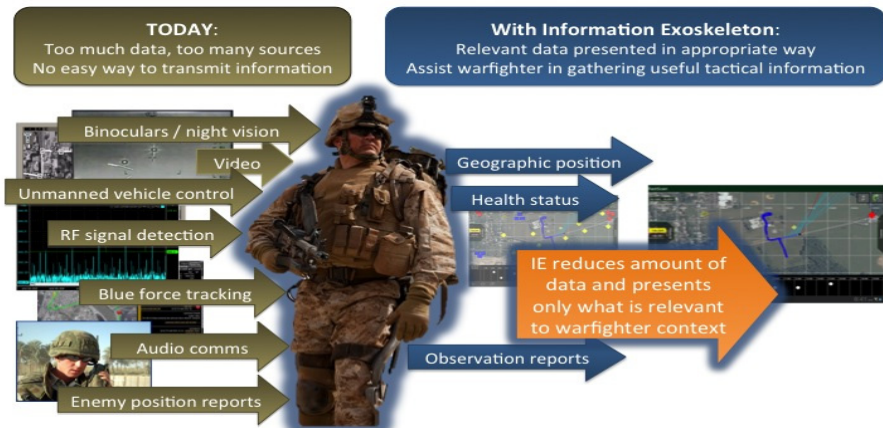 TODAY:
Too much data, too many sources
No easy way to transmit information
With Information Exoskeleton:
Relevant data presented in appropriate way
Assist warfighter in gathering useful tactical information
Binoculars / night vision
Video
Unmanned vehicle control
RF signal detection
Blue force tracking
Audio comms
Enemy position reports
Geographic position
Health status
IE reduces amount of
data and presents
only what is relevant
to warfighter context
Observation reports